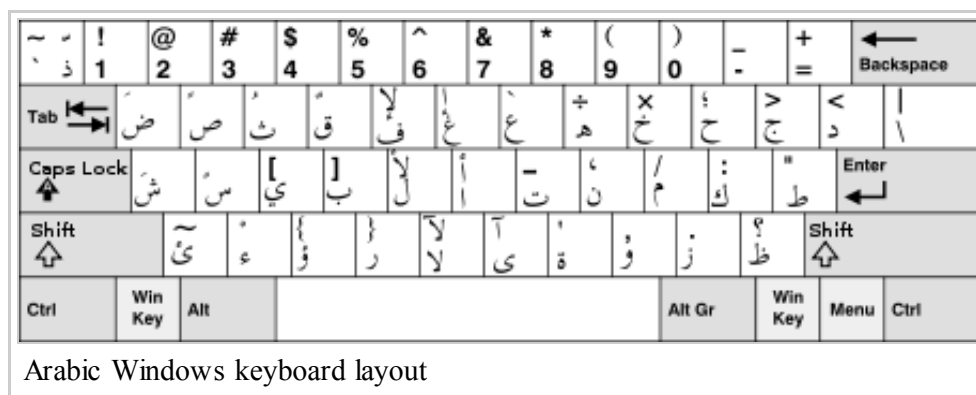 ~ ّ ! @ # $ % ^ & * ( ) _ +
` ذ 1 2 3 4 5 6 7 8 9 0 - = Backspace
َ ً ُ ٌ لإ إ ` ÷ × ؛ > < |
Tab ض ص ث ق ف غ ع ه خ ح ج د \
Caps Lock ِ ٍ [ ] لأ أ ـ ، / : " Enter
ش س ي ب ل ا ت ن م ك ط
Shift ~ ْ { } لآ آ ' , . ؟ Shift
ئ ء ؤ ر لا ى ة و ز ظ
Ctrl Win Key Alt Alt Gr Win Key Menu Ctrl
Arabic Windows keyboard layout